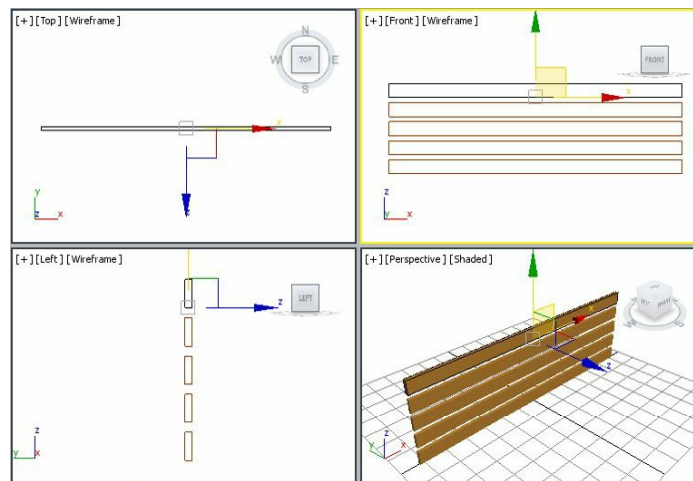 [+] [Top] [Wireframe]
N
W TOP E
S
x
z
y
z x
[+] [Front] [Wireframe]
FRONT
x
z
y x
[+] [Left] [Wireframe]
LEFT
z
z
y
[+] [Perspective] [Shaded]
x
z
y x